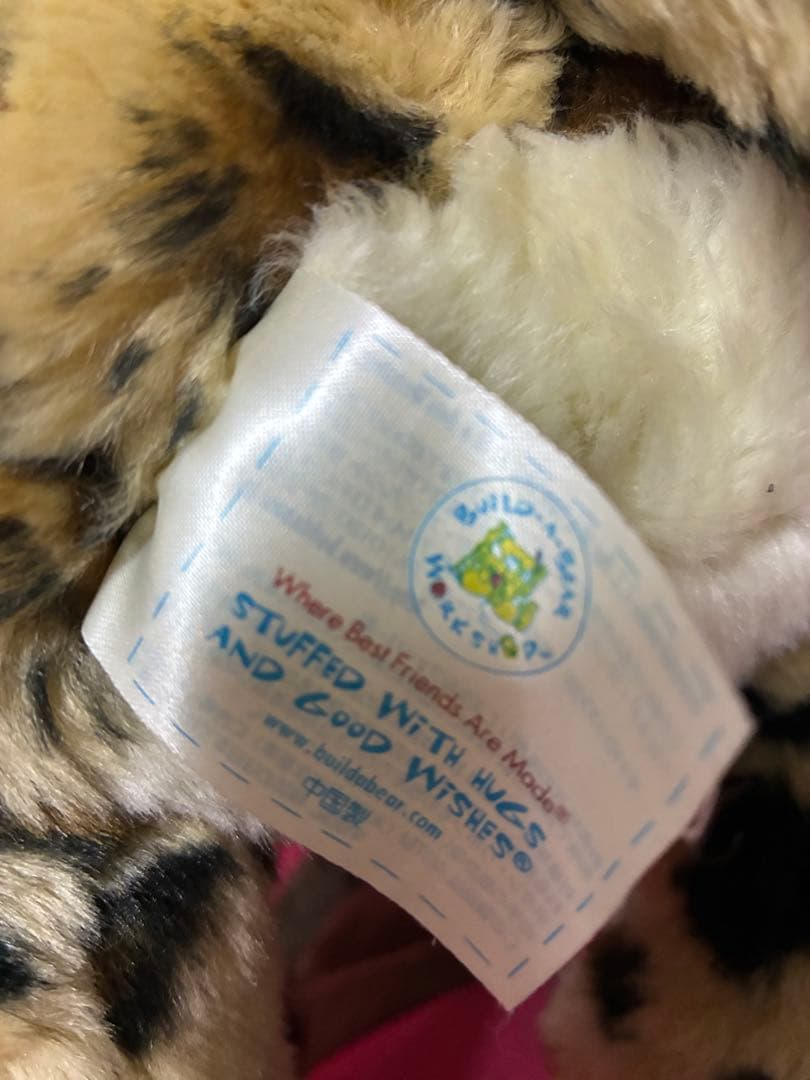 BUILD-A-BEAR
WORKSHOP
Where Best Friends Are Made®
STUFFED WITH HUGS
AND GOOD WISHES®
www.buildabear.com
中国製